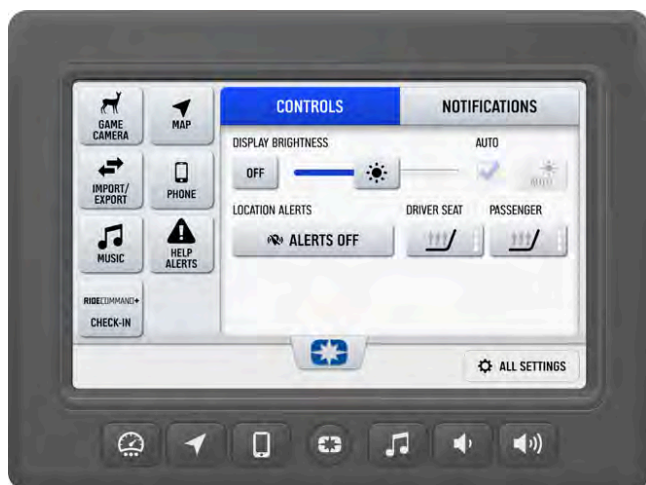 GAME
CAMERA
MAP
CONTROLS
NOTIFICATIONS
DISPLAY BRIGHTNESS
AUTO
OFF
AUTO
IMPORT/
EXPORT
PHONE
LOCATION ALERTS
DRIVER SEAT
PASSENGER
ALERTS OFF
MUSIC
HELP
ALERTS
RIDECOMMAND+
CHECK-IN
ALL SETTINGS